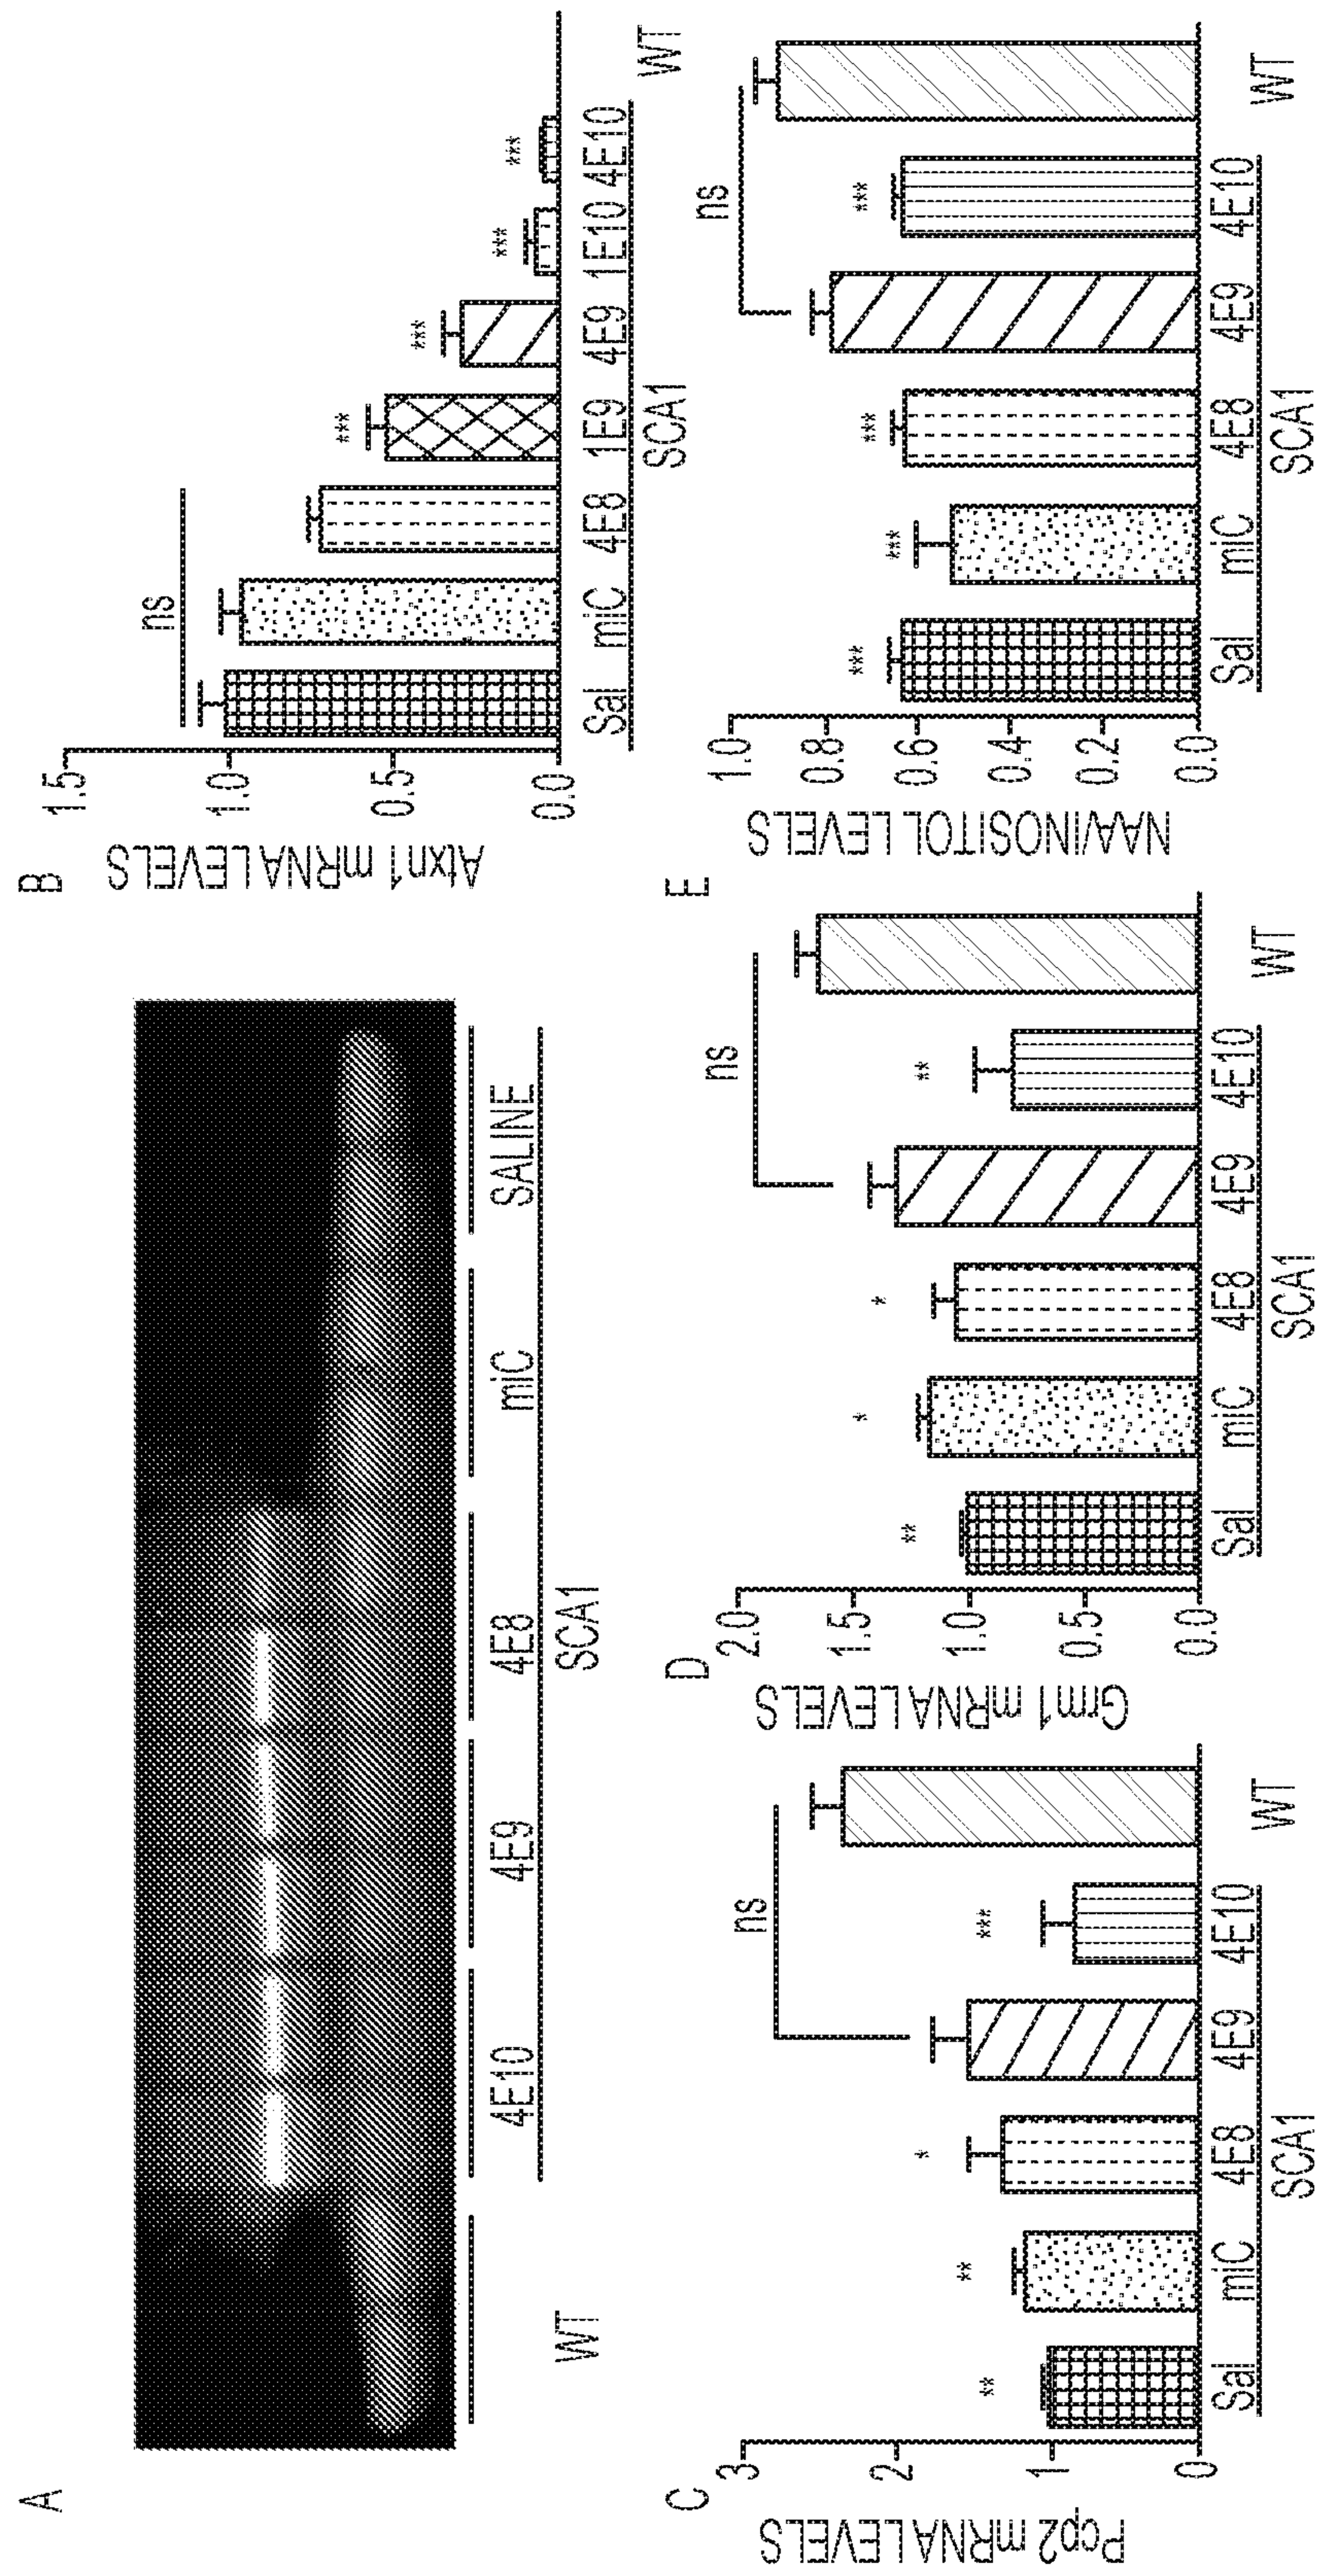 A
WT
4E10 4E9 4E8 miC SALINE
SCA1
B
Atxn1 mRNA LEVELS
1.5
1.0
0.5
0.0
ns
*** *** *** ***
Sal miC 4E8 1E9 4E9 1E10 4E10 WT
SCA1
C
Pcp2 mRNA LEVELS
3
2
1
0
ns
** ** * ***
Sal miC 4E8 4E9 4E10 WT
SCA1
D
Grm1 mRNA LEVELS
2.0
1.5
1.0
0.5
0.0
ns
** * * **
Sal miC 4E8 4E9 4E10 WT
SCA1
E
NAA/INOSITOL LEVELS
1.0
0.8
0.6
0.4
0.2
0.0
ns
*** *** *** ***
Sal miC 4E8 4E9 4E10 WT
SCA1